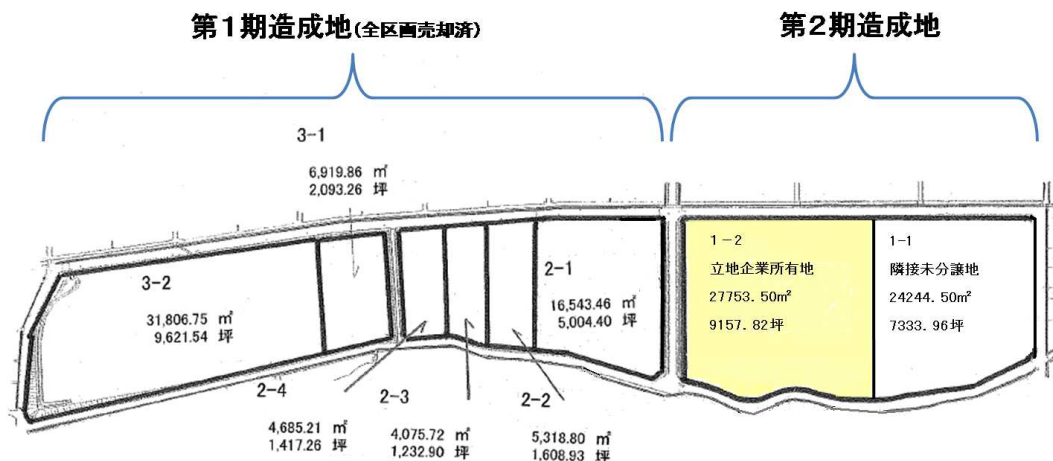 第1期造成地(全区画売却済)
第2期造成地
3-1
6,919.86 ㎡
2,093.26 坪
3-2
31,806.75 ㎡
9,621.54 坪
2-1
16,543.46 ㎡
5,004.40 坪
2-4
4,685.21 ㎡
1,417.26 坪
2-3
4,075.72 ㎡
1,232.90 坪
2-2
5,318.80 ㎡
1,608.93 坪
1-2
立地企業所有地
27753.50㎡
9157.82坪
1-1
隣接未分譲地
24244.50㎡
7333.96坪